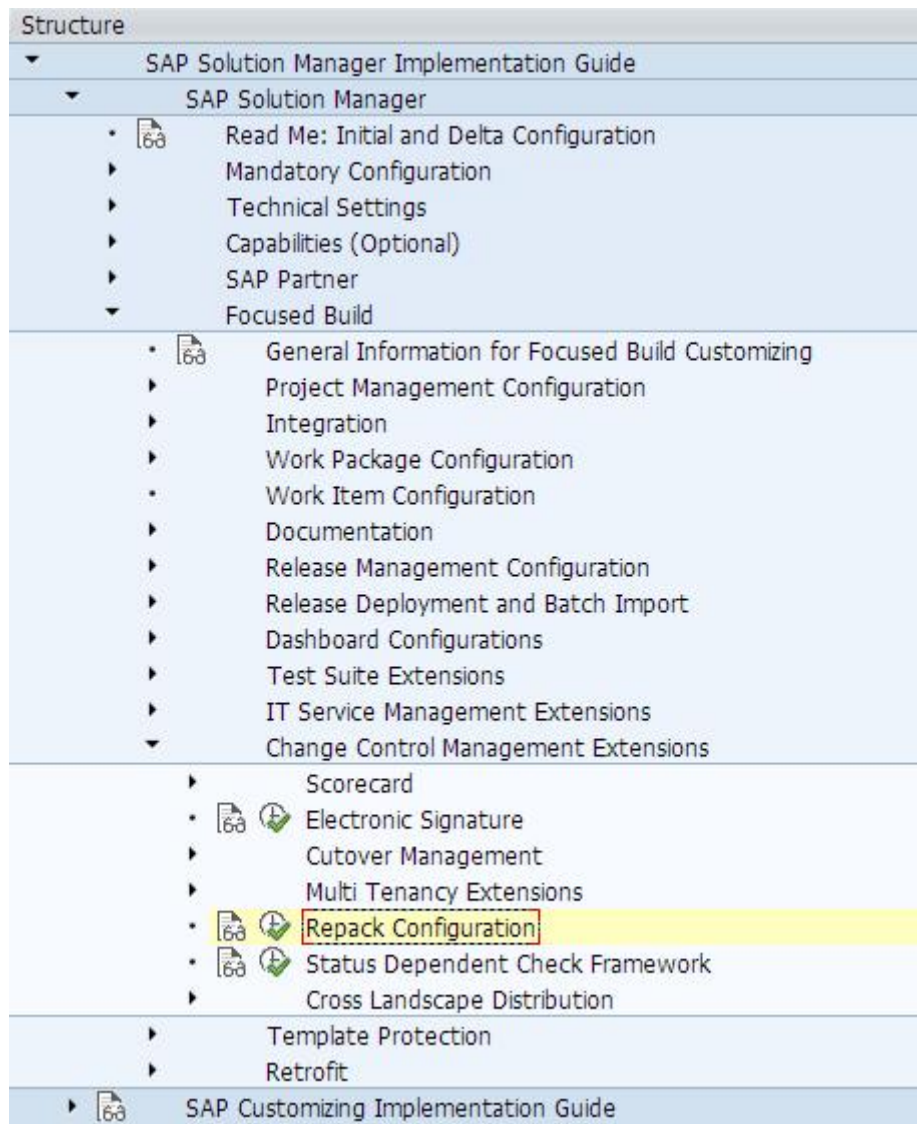 Structure
SAP Solution Manager Implementation Guide
SAP Solution Manager
Read Me: Initial and Delta Configuration
Mandatory Configuration
Technical Settings
Capabilities (Optional)
SAP Partner
Focused Build
General Information for Focused Build Customizing
Project Management Configuration
Integration
Work Package Configuration
Work Item Configuration
Documentation
Release Management Configuration
Release Deployment and Batch Import
Dashboard Configurations
Test Suite Extensions
IT Service Management Extensions
Change Control Management Extensions
Scorecard
Electronic Signature
Cutover Management
Multi Tenancy Extensions
Repack Configuration
Status Dependent Check Framework
Cross Landscape Distribution
Template Protection
Retrofit
SAP Customizing Implementation Guide